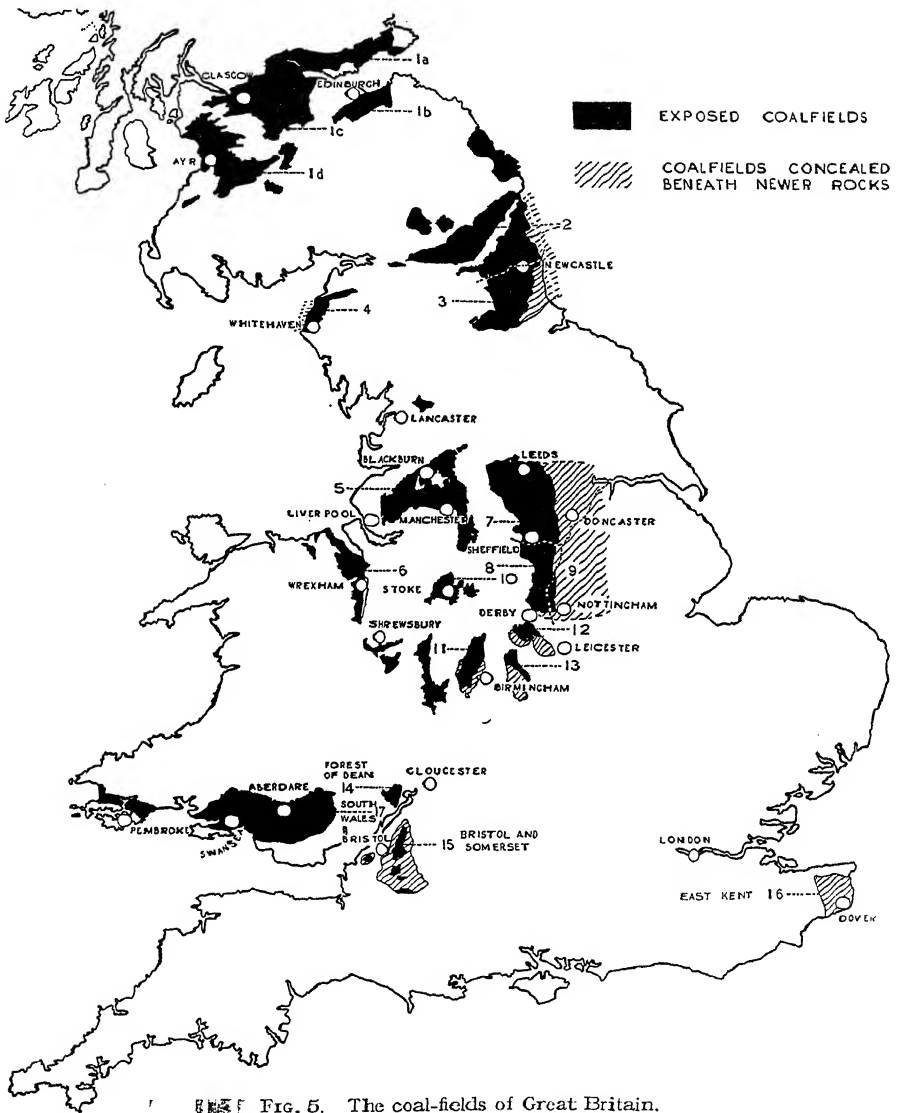 1a
GLASGOW
EDINBURGH
1b
1c
EXPOSED COALFIELDS
AYR
1d
COALFIELDS CONCEALED
BENEATH NEWER ROCKS
2
NEWCASTLE
3
4
WHITEHAVEN
LANCASTER
BLACKBURN
LEEDS
5
LIVERPOOL
MANCHESTER
7
DONCASTER
SHEFFIELD
6
8
9
10
WREXHAM
STOKE
DERBY
NOTTINGHAM
SHREWSBURY
12
11
LEICESTER
13
BIRMINGHAM
FOREST
OF DEAN
14
GLOUCESTER
ABERDARE
SOUTH
WALES
17
PEMBROKE
SWANSEA
BRISTOL
15
BRISTOL AND
SOMERSET
LONDON
EAST KENT 16
DOVER
FIG. 5. The coal-fields of Great Britain.